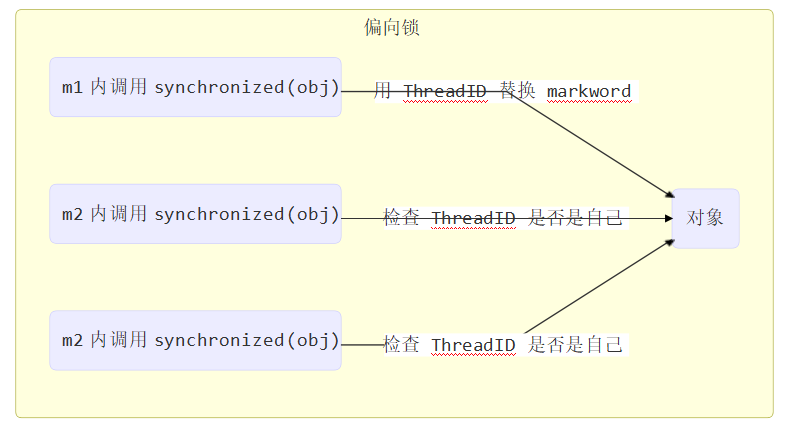 偏向锁
m1 内调用 synchronized(obj)
用 ThreadID 替换 markword
m2 内调用 synchronized(obj)
检查 ThreadID 是否是自己
对象
m2 内调用 synchronized(obj)
检查 ThreadID 是否是自己